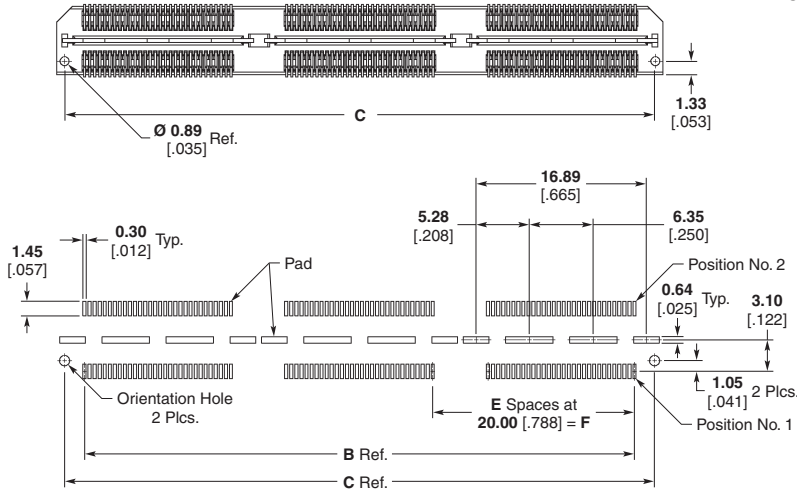 C
1.33
[.053]
Ø 0.89 Ref.
[.035]
16.89
[.665]
5.28
[.208]
6.35
[.250]
1.45
[.057]
0.30 Typ.
[.012]
Pad
Position No. 2
0.64 Typ.
[.025]
3.10
[.122]
Orientation Hole
2 Plcs.
E Spaces at
20.00 [.788] = F
1.05 2 Plcs.
[.041]
Position No. 1
B Ref.
C Ref.